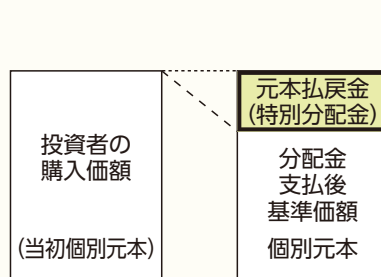 投資者の
購入価額
(当初個別元本)
元本払戻金
(特別分配金)
分配金
支払後
基準価額
個別元本